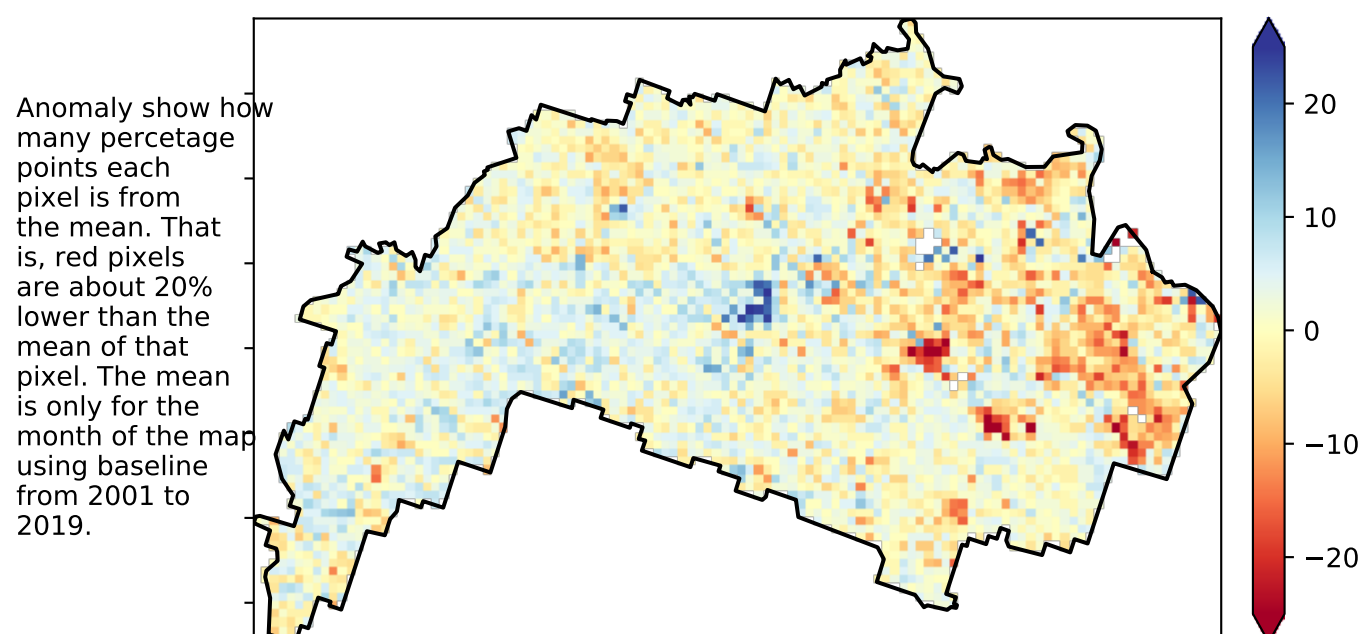 Anomaly show how
many percetage
points each
pixel is from
the mean. That
is, red pixels
are about 20%
lower than the
mean of that
pixel. The mean
is only for the
month of the map
using baseline
from 2001 to
2019.
20
10
0
−10
−20